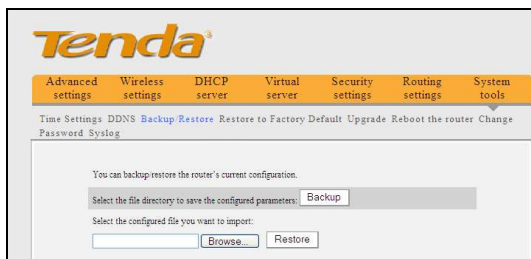 Tenda
Advanced settings Wireless settings DHCP server Virtual server Security settings Routing settings System tools
Time Settings DDNS Backup/Restore Restore to Factory Default Upgrade Reboot the router Change
Password Syslog
You can backup/restore the router's current configuration.
Select the file directory to save the configured parameters: Backup
Select the configured file you want to import:
Browse... Restore